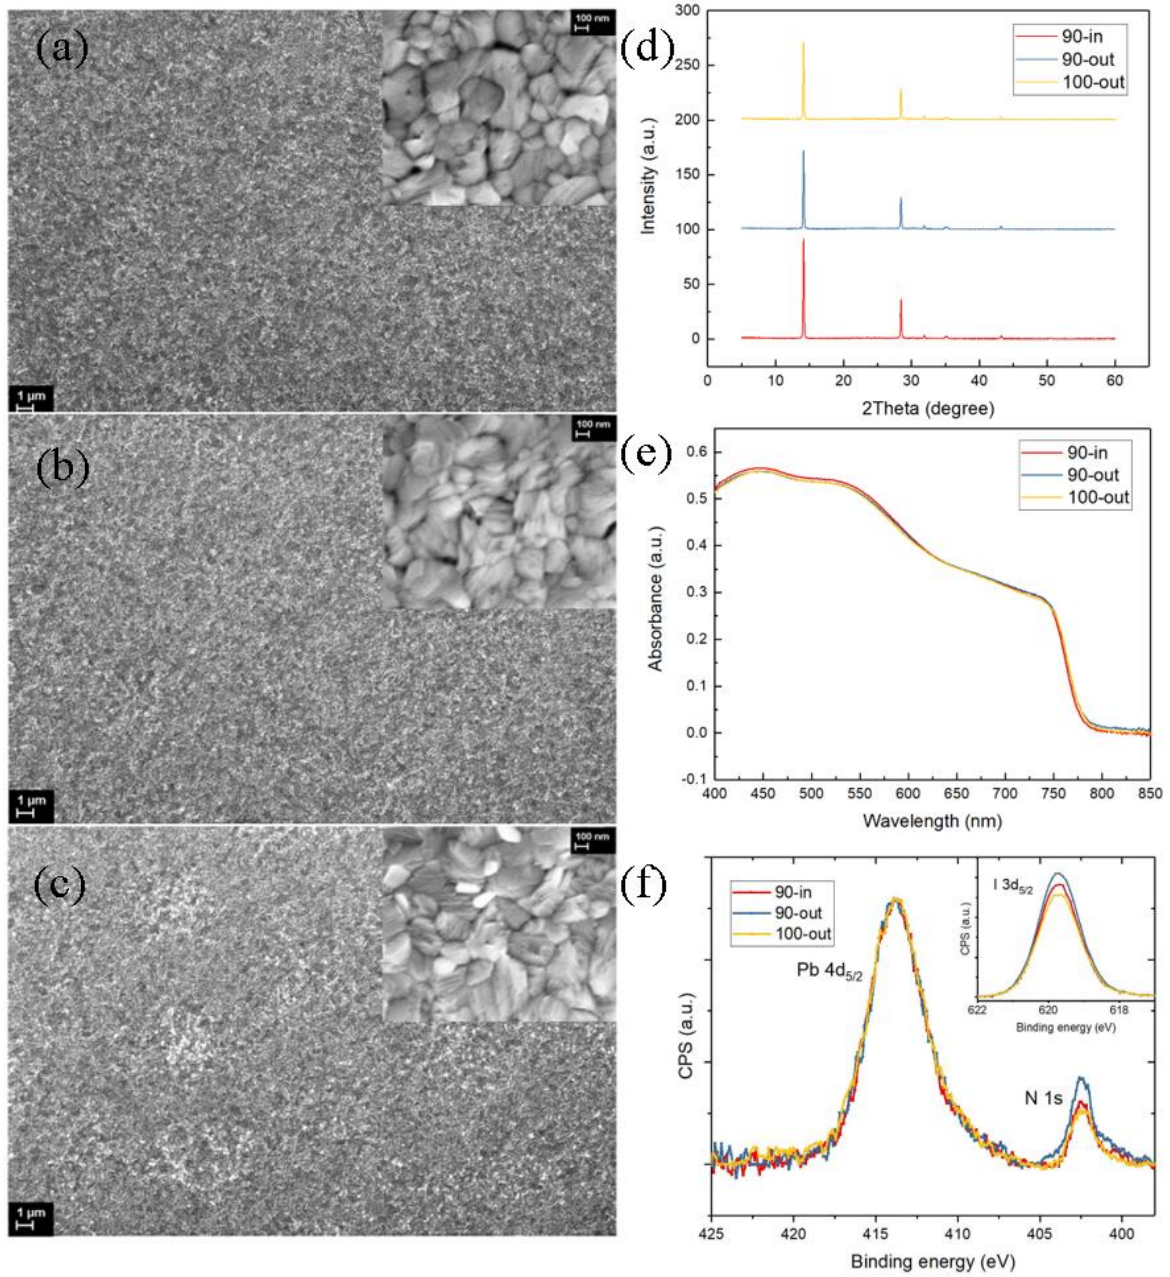 (a)
100 nm
1 µm
(b)
100 nm
1 µm
(c)
100 nm
1 µm
(d)
300
250
200
150
100
50
0
Intensity (a.u.)
90-in
90-out
100-out
0 10 20 30 40 50 60
2Theta (degree)
(e)
0.6
0.5
0.4
0.3
0.2
0.1
0.0
-0.1
Absorbance (a.u.)
90-in
90-out
100-out
400 450 500 550 600 650 700 750 800 850
Wavelength (nm)
(f)
CPS (a.u.)
90-in
90-out
100-out
Pb 4d5/2
N 1s
I 3d5/2
CPS (a.u.)
622 620 618
Binding energy (eV)
425 420 415 410 405 400
Binding energy (eV)